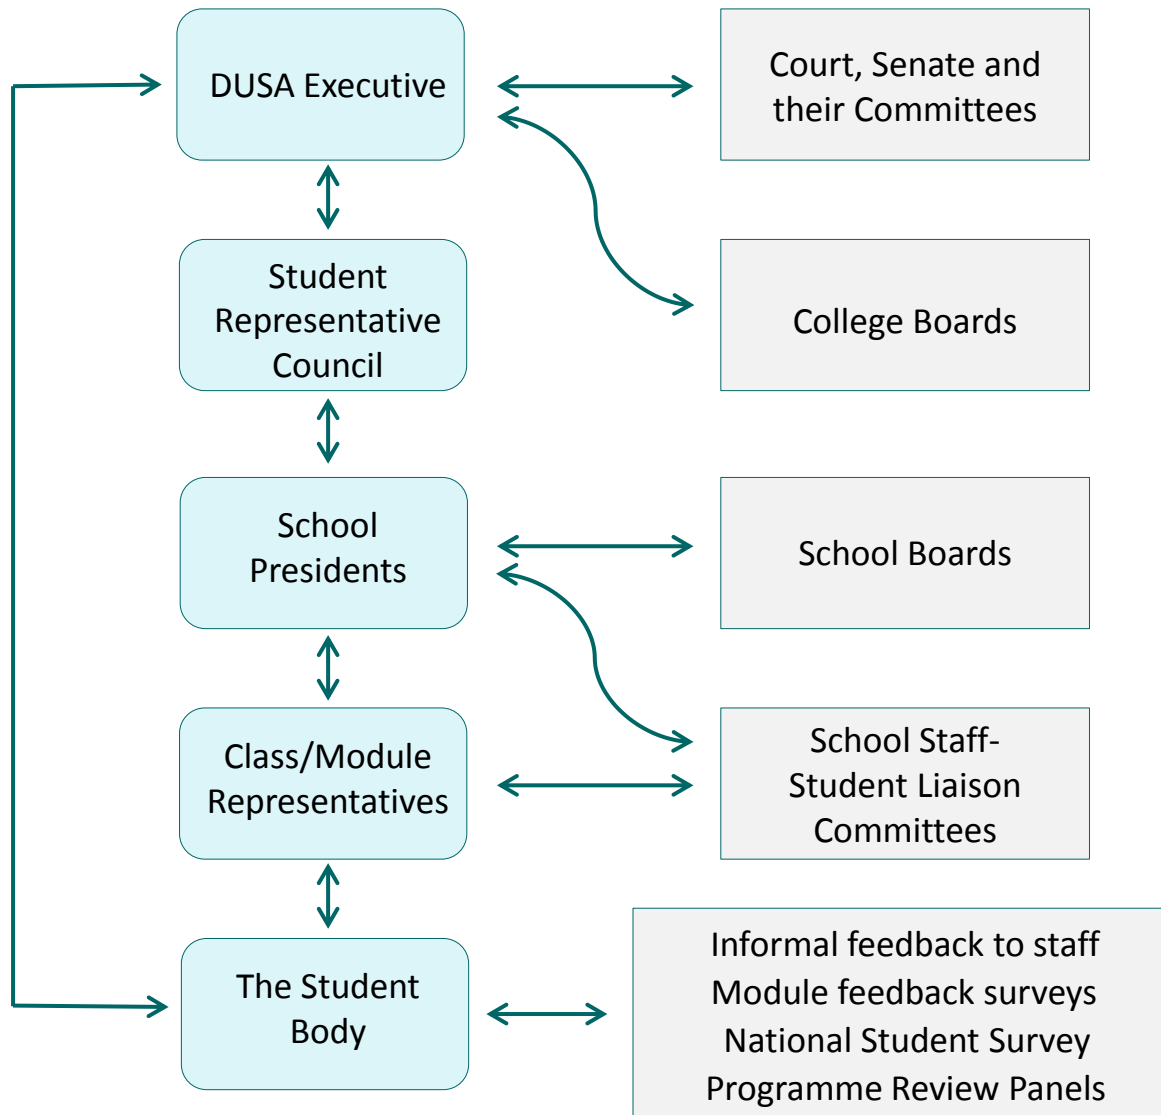 DUSA Executive
Court, Senate and
their Committees
Student
Representative
Council
College Boards
School
Presidents
School Boards
Class/Module
Representatives
School Staff-
Student Liaison
Committees
The Student
Body
Informal feedback to staff
Module feedback surveys
National Student Survey
Programme Review Panels